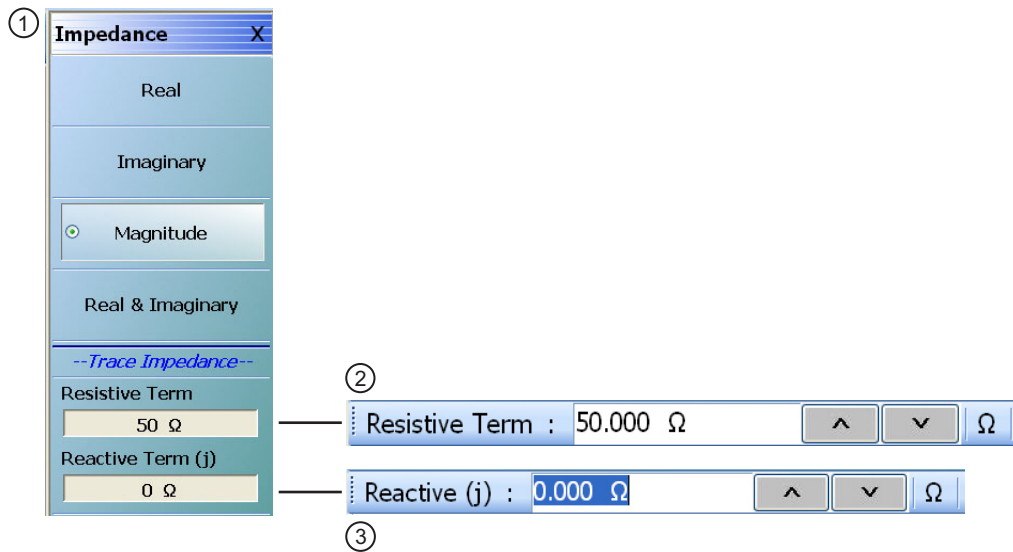 1
Impedance X
Real
Imaginary
Magnitude
Real & Imaginary
--Trace Impedance--
Resistive Term
50 Ω
Reactive Term (j)
0 Ω
2
Resistive Term : 50.000 Ω ^ v Ω
Reactive (j) : 0.000 Ω ^ v Ω
3